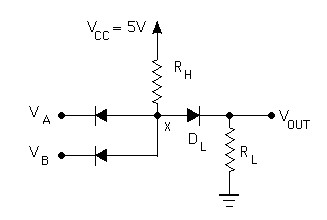 VCC = 5V
RH
VA
X
VOUT
DL
VB
RL